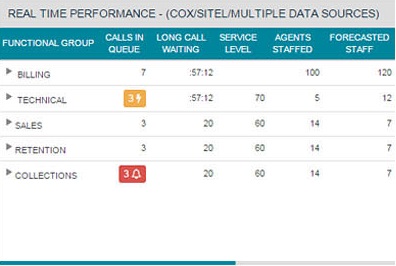 REAL TIME PERFORMANCE - (COX/SITEL/MULTIPLE DATA SOURCES)
FUNCTIONAL GROUP CALLS IN QUEUE LONG CALL WAITING SERVICE LEVEL AGENTS STAFFED FORECASTED STAFF
BILLING 7 :57:12 100 120
TECHNICAL 3 :57:12 70 5 12
SALES 3 20 60 14 7
RETENTION 3 20 60 14 7
COLLECTIONS 3 20 60 14 7